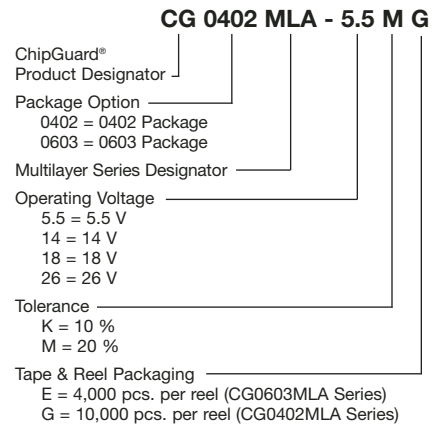 CG 0402 MLA - 5.5 M G
ChipGuard®
Product Designator
Package Option
0402 = 0402 Package
0603 = 0603 Package
Multilayer Series Designator
Operating Voltage
5.5 = 5.5 V
14 = 14 V
18 = 18 V
26 = 26 V
Tolerance
K = 10 %
M = 20 %
Tape & Reel Packaging
E = 4,000 pcs. per reel (CG0603MLA Series)
G = 10,000 pcs. per reel (CG0402MLA Series)